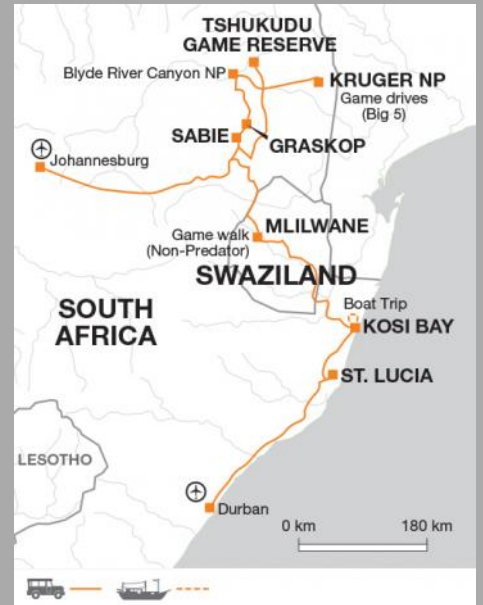 TSHUKUDU
GAME RESERVE
Blyde River Canyon NP
KRUGER NP
Game drives
(Big 5)
SABIE
GRASKOP
Johannesburg
MLILWANE
Game walk
(Non-Predator)
SWAZILAND
Boat Trip
SOUTH
AFRICA
KOSI BAY
ST. LUCIA
LESOTHO
Durban
0 km
180 km